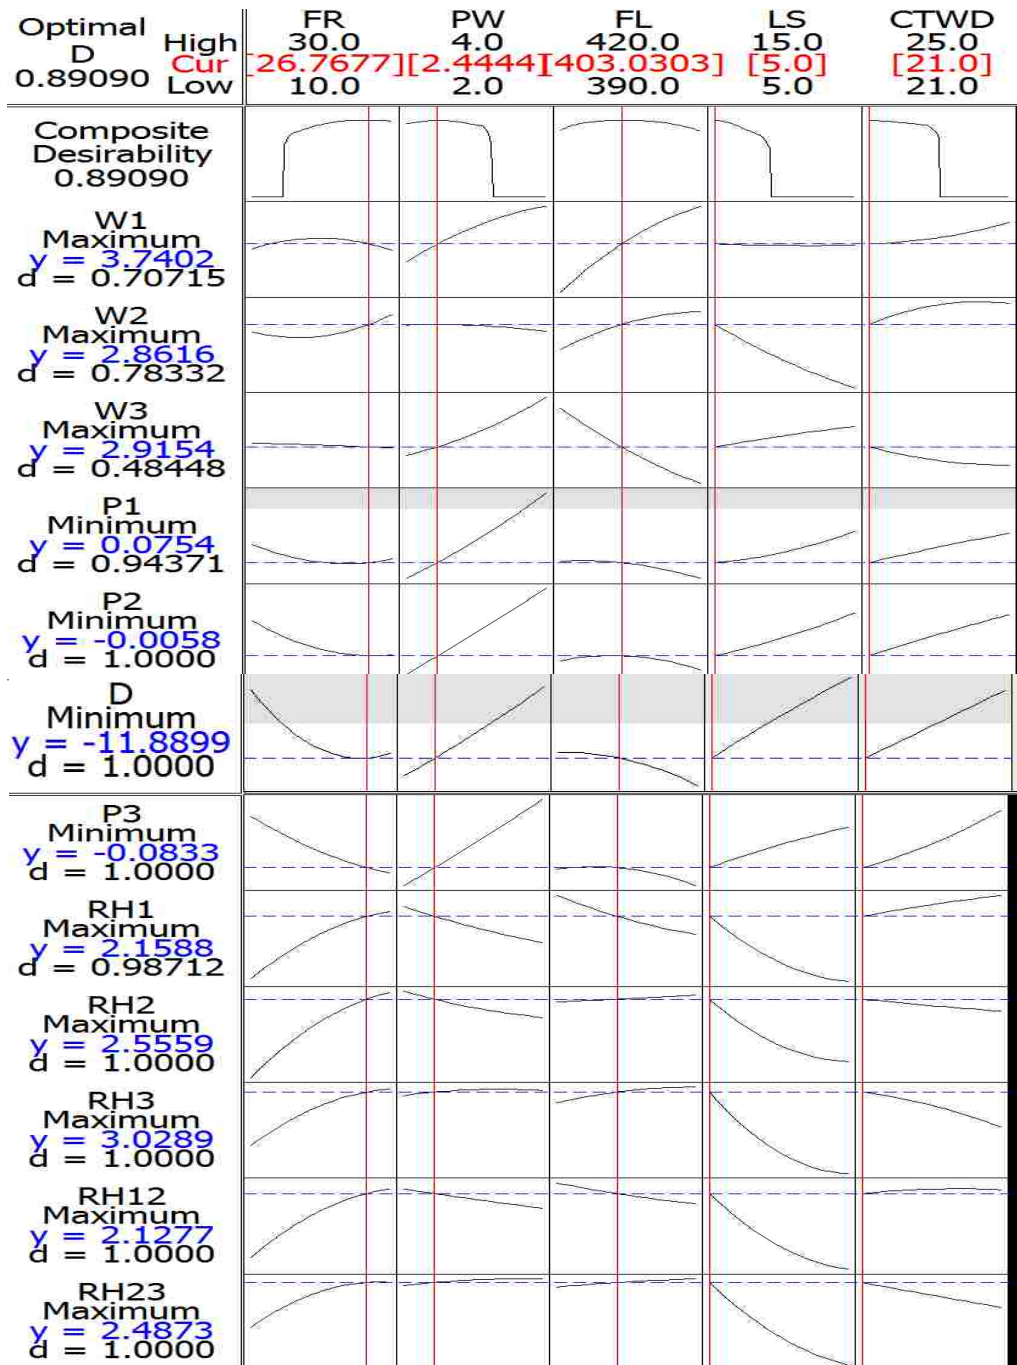 Optimal
D
0.89090
High
Cur
Low
FR
30.0
[26.7677]
10.0
PW
4.0
[2.4444]
2.0
FL
420.0
[403.0303]
390.0
LS
15.0
[5.0]
5.0
CTWD
25.0
[21.0]
21.0
Composite
Desirability
0.89090
W1
Maximum
y = 3.7402
d = 0.70715
W2
Maximum
y = 2.8616
d = 0.78332
W3
Maximum
y = 2.9154
d = 0.48448
P1
Minimum
y = 0.0754
d = 0.94371
P2
Minimum
y = -0.0058
d = 1.0000
D
Minimum
y = -11.8899
d = 1.0000
P3
Minimum
y = -0.0833
d = 1.0000
RH1
Maximum
y = 2.1588
d = 0.98712
RH2
Maximum
y = 2.5559
d = 1.0000
RH3
Maximum
y = 3.0289
d = 1.0000
RH12
Maximum
y = 2.1277
d = 1.0000
RH23
Maximum
y = 2.4873
d = 1.0000